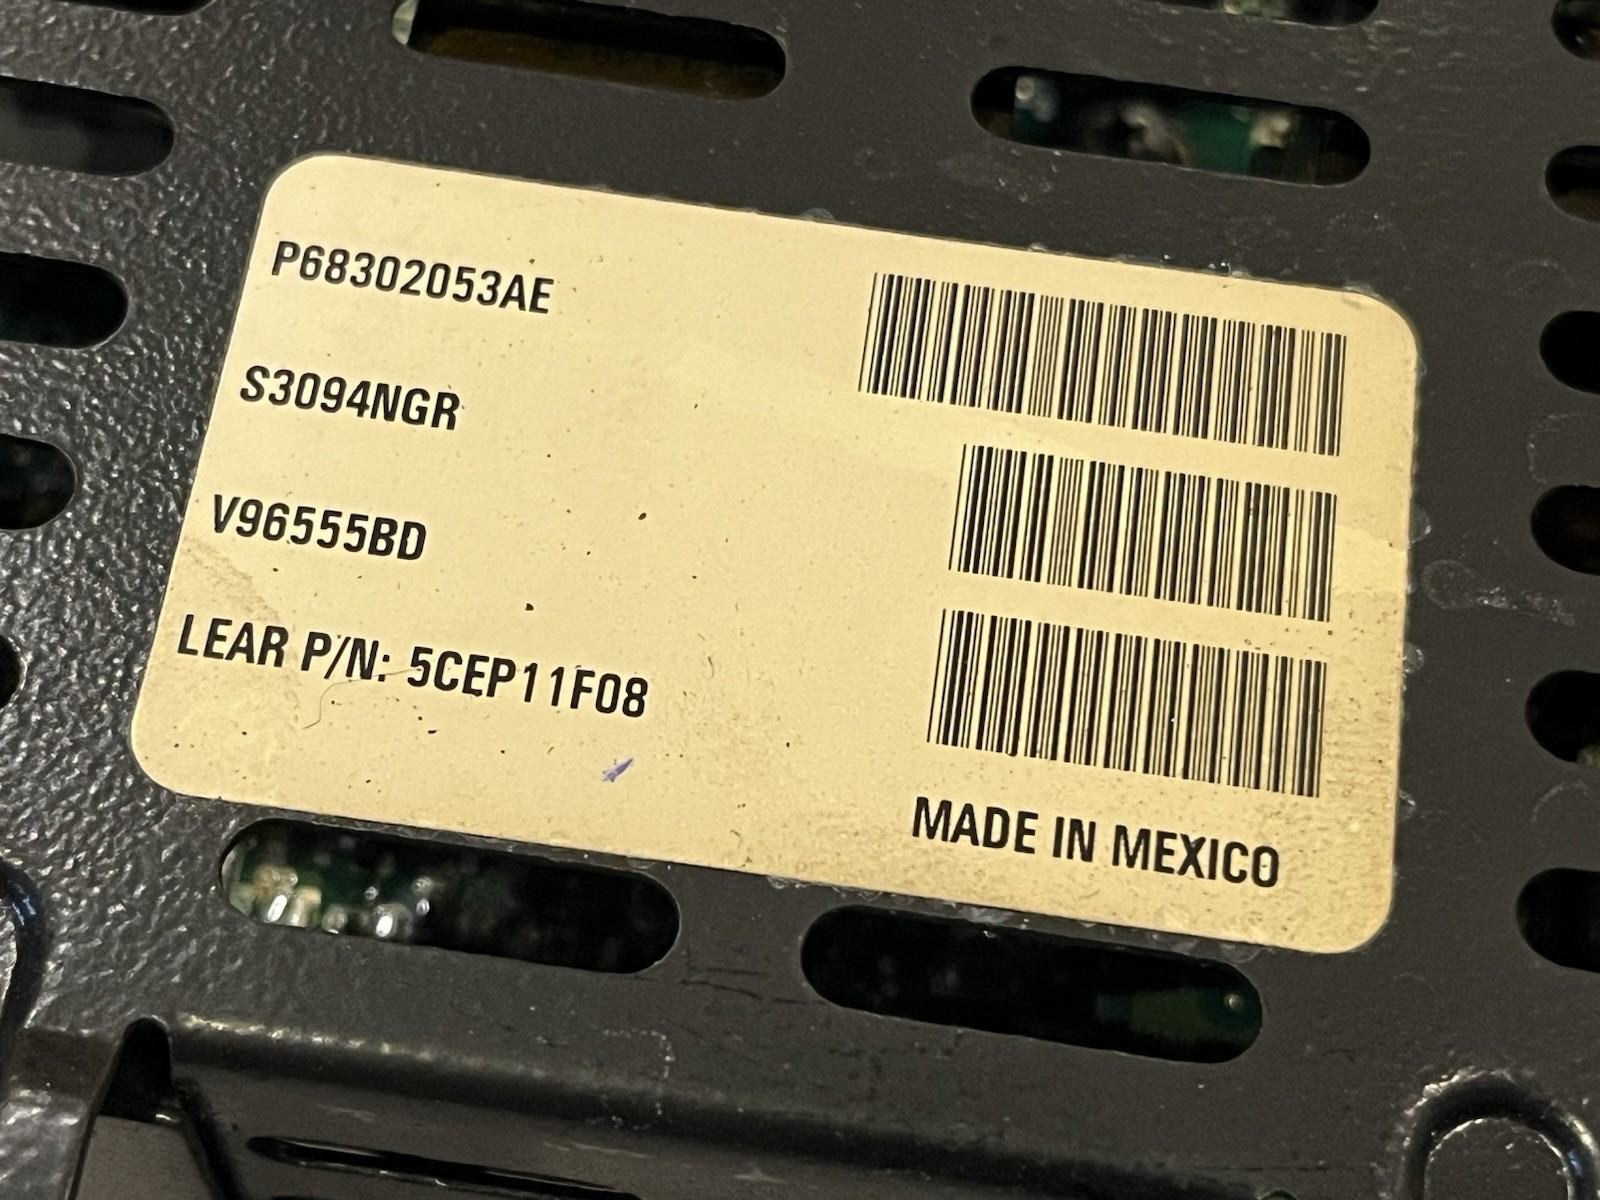 P68302053AE
S3094NGR
V96555BD
LEAR P/N: 5CEP11F08
MADE IN MEXICO